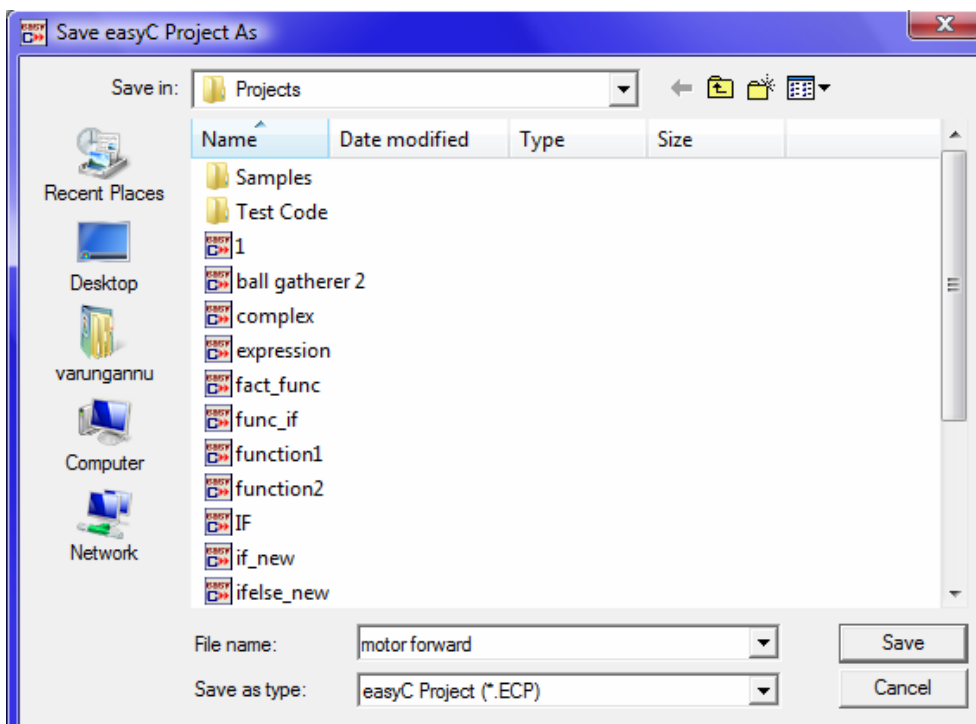 Save easyC Project As
Save in: Projects
Name Date modified Type Size
Recent Places
Desktop
varungannu
Computer
Network
Samples
Test Code
1
ball gatherer 2
complex
expression
fact_func
func_if
function1
function2
IF
if_new
ifelse_new
File name: motor forward Save
Save as type: easyC Project (*.ECP) Cancel